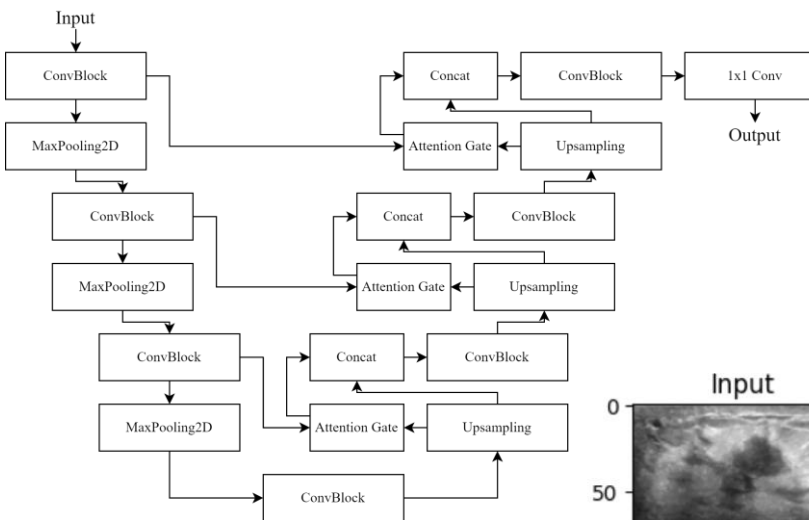 Input
ConvBlock
Concat
ConvBlock
1x1 Conv
MaxPooling2D
Attention Gate
Upsampling
Output
ConvBlock
Concat
ConvBlock
MaxPooling2D
Attention Gate
Upsampling
ConvBlock
Concat
ConvBlock
MaxPooling2D
Attention Gate
Upsampling
ConvBlock
Input
0
50